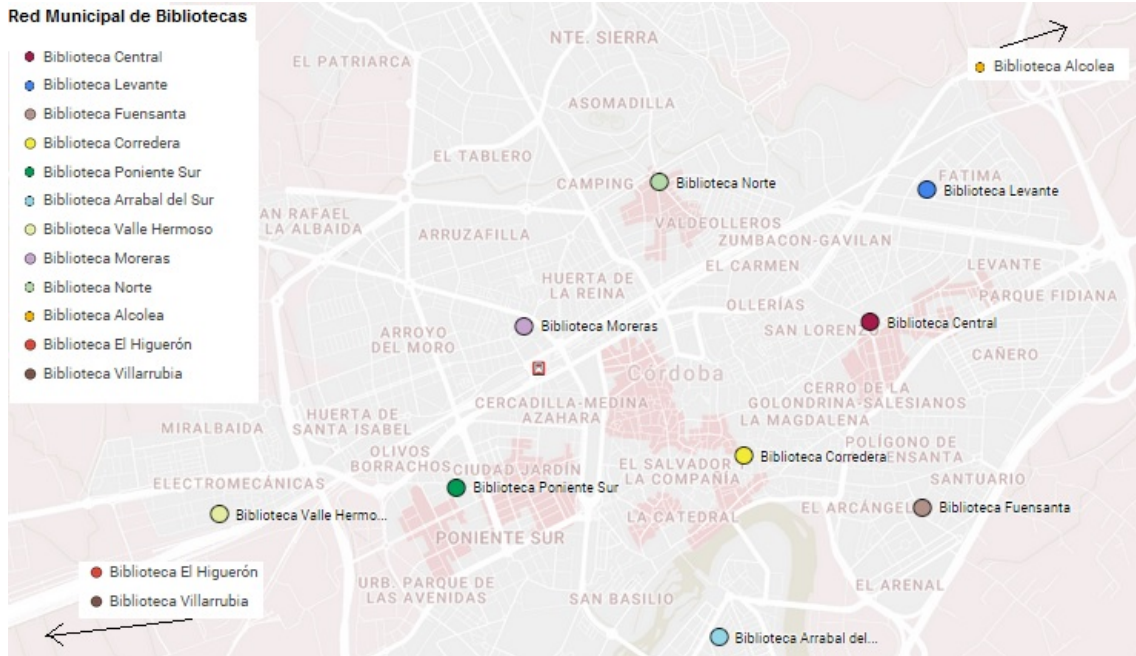 Red Municipal de Bibliotecas
Biblioteca Central
Biblioteca Levante
Biblioteca Fuensanta
Biblioteca Corredera
Biblioteca Poniente Sur
Biblioteca Arrabal del Sur
Biblioteca Valle Hermoso
Biblioteca Moreras
Biblioteca Norte
Biblioteca Alcolea
Biblioteca El Higuerón
Biblioteca Villarrubia
NTE. SIERRA
EL PATRIARCA
Biblioteca Alcolea
ASOMADILLA
EL TABLERO
CAMPING
Biblioteca Norte
FATIMA
Biblioteca Levante
AN RAFAEL
LA ALBAIDA
ARRUZAFILLA
VALDEOLLEROS
ZUMBACON-GAVILAN
EL CARMEN
LEVANTE
HUERTA DE
LA REINA
OLLERÍAS
PARQUE FIDIANA
ARROYO
DEL MORO
Biblioteca Moreras
SAN LORENZO
Biblioteca Central
CAÑERO
Córdoba
CERCADILLA-MEDINA
AZAHARA
CERRO DE LA
GOLONDRINA-SALESIANOS
LA MAGDALENA
MIRALBAIDA
HUERTA DE
SANTA ISABEL
OLIVOS
BORRACHOS
CIUDAD JARDÍN
EL SALVADOR Y
LA COMPAÑÍA
Biblioteca Corredera
POLÍGONO DE
ENSANTA
SANTUARIO
ELECTROMECÁNICAS
Biblioteca Poniente Sur
Biblioteca Valle Hermo...
LA CATEDRAL
EL ARCÁNGEL
Biblioteca Fuensanta
PONIENTE SUR
Biblioteca El Higuerón
Biblioteca Villarrubia
URB. PARQUE DE
LAS AVENIDAS
SAN BASILIO
EL ARENAL
Biblioteca Arrabal del...